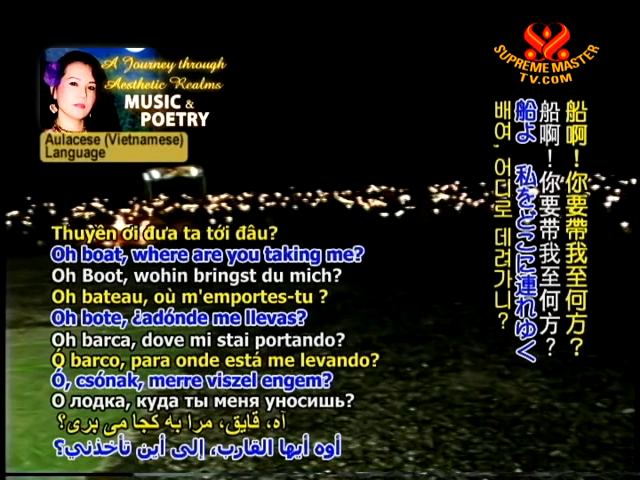 A Journey through
Aesthetic Realms
MUSIC &
POETRY
Aulacese (Vietnamese)
Language
SUPREME MASTER
TV.COM
船啊！你要帶我至何方？
船啊！你要带我至何方？
船よ 私をどこに連れゆく
배여, 어디로 데려가니?
Thuyền ơi đưa ta tới đâu?
Oh boat, where are you taking me?
Oh Boot, wohin bringst du mich?
Oh bateau, où m'emportes-tu ?
Oh bote, ¿adónde me llevas?
Oh barca, dove mi stai portando?
Ó barco, para onde está me levando?
Ó, csónak, merre viszel engem?
О лодка, куда ты меня уносишь?
آه، قایق، مرا به کجا می بری؟
أوه أيها القارب، إلى أين تأخذني؟